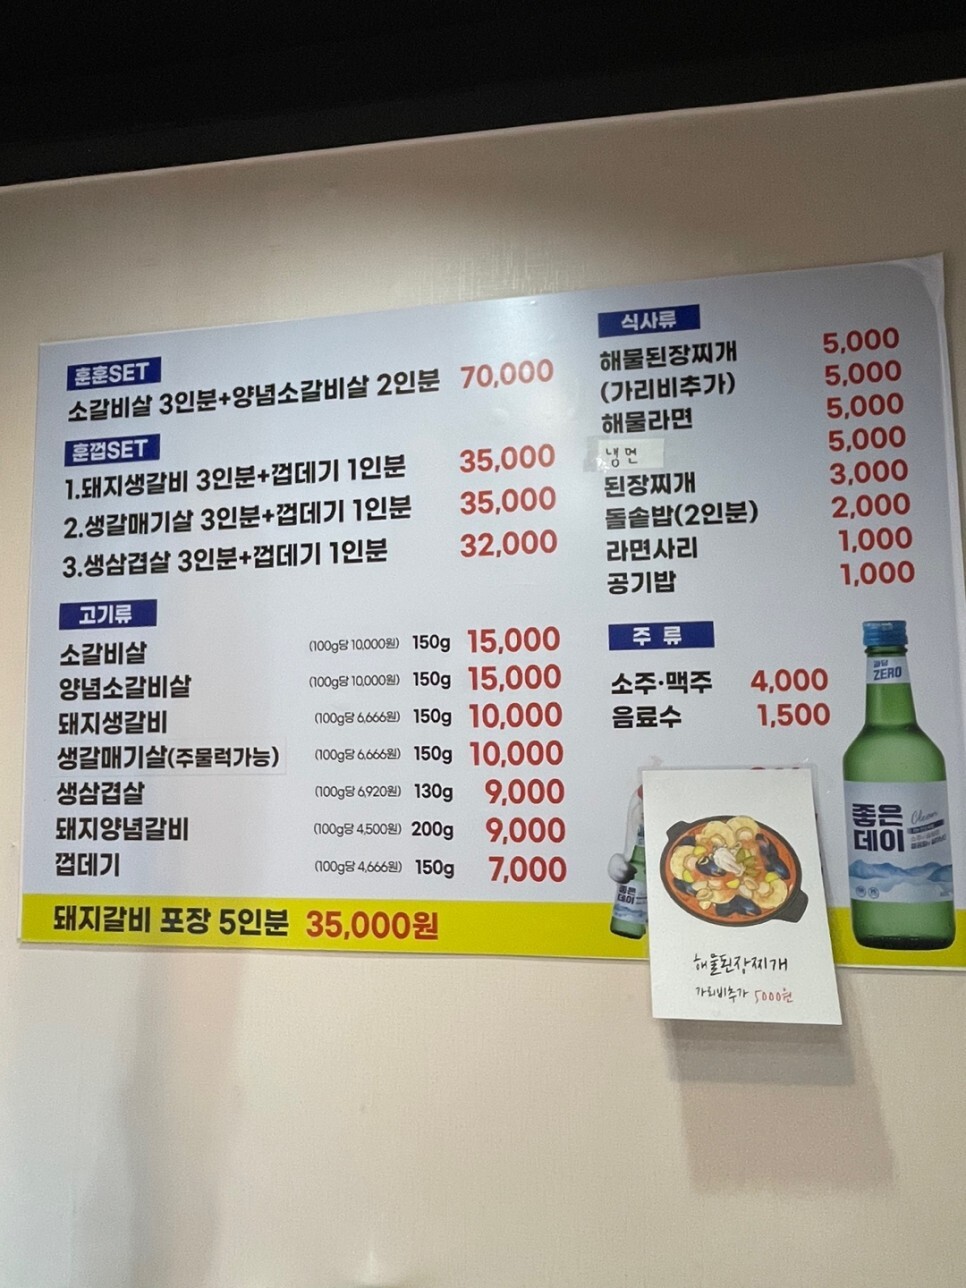 훈훈SET
소갈비살 3인분+양념소갈비살 2인분 70,000
훈껍SET
1.돼지생갈비 3인분+껍데기 1인분 35,000
2.생갈매기살 3인분+껍데기 1인분 35,000
3.생삼겹살 3인분+껍데기 1인분 32,000
고기류
소갈비살 (100g당 10,000원) 150g 15,000
양념소갈비살 (100g당 10,000원) 150g 15,000
돼지생갈비 (100g당 6,666원) 150g 10,000
생갈매기살(주물럭가능) (100g당 6,666원) 150g 10,000
생삼겹살 (100g당 6,920원) 130g 9,000
돼지양념갈비 (100g당 4,500원) 200g 9,000
껍데기 (100g당 4,666원) 150g 7,000
돼지갈비 포장 5인분 35,000원
식사류
해물된장찌개 5,000
(가리비추가) 5,000
해물라면 5,000
냉면 5,000
된장찌개 3,000
돌솥밥(2인분) 2,000
라면사리 1,000
공기밥 1,000
주 류
소주·맥주 4,000
음료수 1,500
ZERO
좋은
데이
Clean
좋은
데이
해물된장찌개
가리비추가 5000원